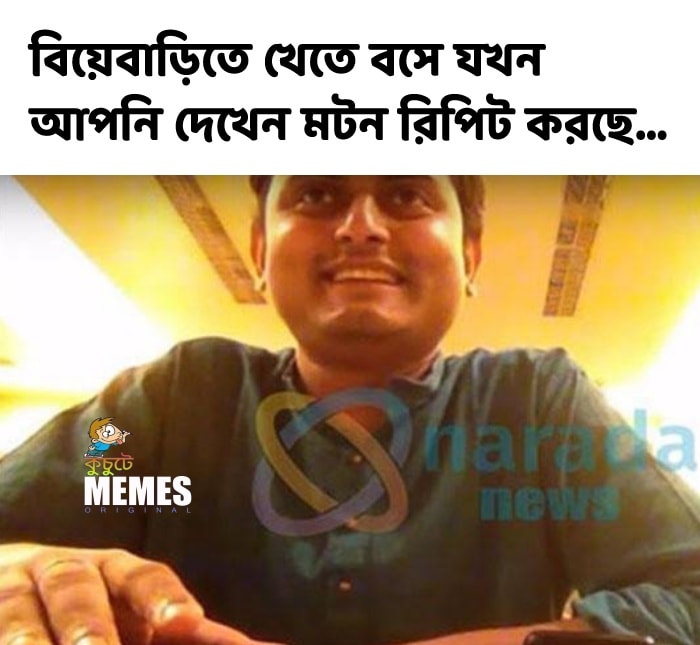 বিয়েবাড়িতে খেতে বসে যখন
আপনি দেখেন মটন রিপিট করছে...
narada
news
কুচুটে
MEMES
ORIGINAL